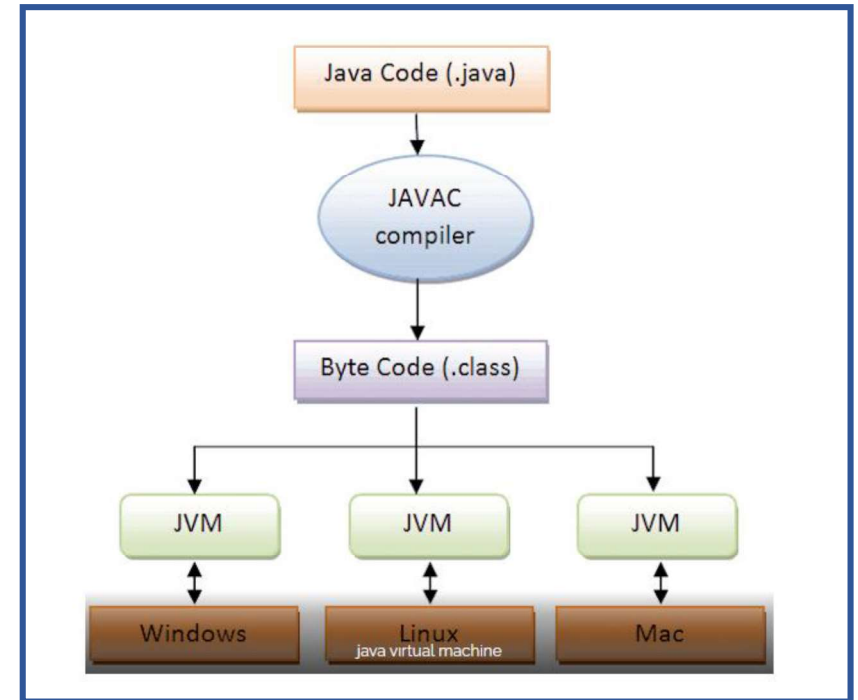 Java Code (.java)
JAVAC
compiler
Byte Code (.class)
JVM
JVM
JVM
Windows
Linux
Mac
java virtual machine